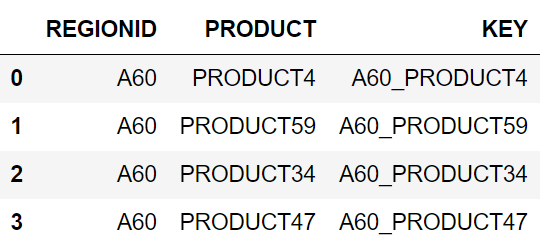 REGIONID PRODUCT KEY
0 A60 PRODUCT4 A60_PRODUCT4
1 A60 PRODUCT59 A60_PRODUCT59
2 A60 PRODUCT34 A60_PRODUCT34
3 A60 PRODUCT47 A60_PRODUCT47